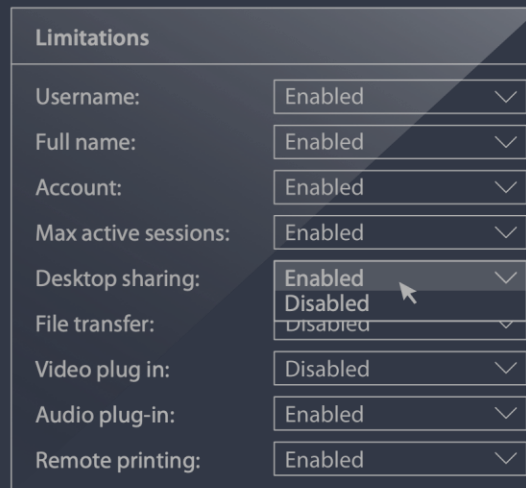 Limitations
Username: Enabled
Full name: Enabled
Account: Enabled
Max active sessions: Enabled
Desktop sharing: Enabled
Disabled
File transfer: Disabled
Video plug in: Disabled
Audio plug-in: Enabled
Remote printing: Enabled